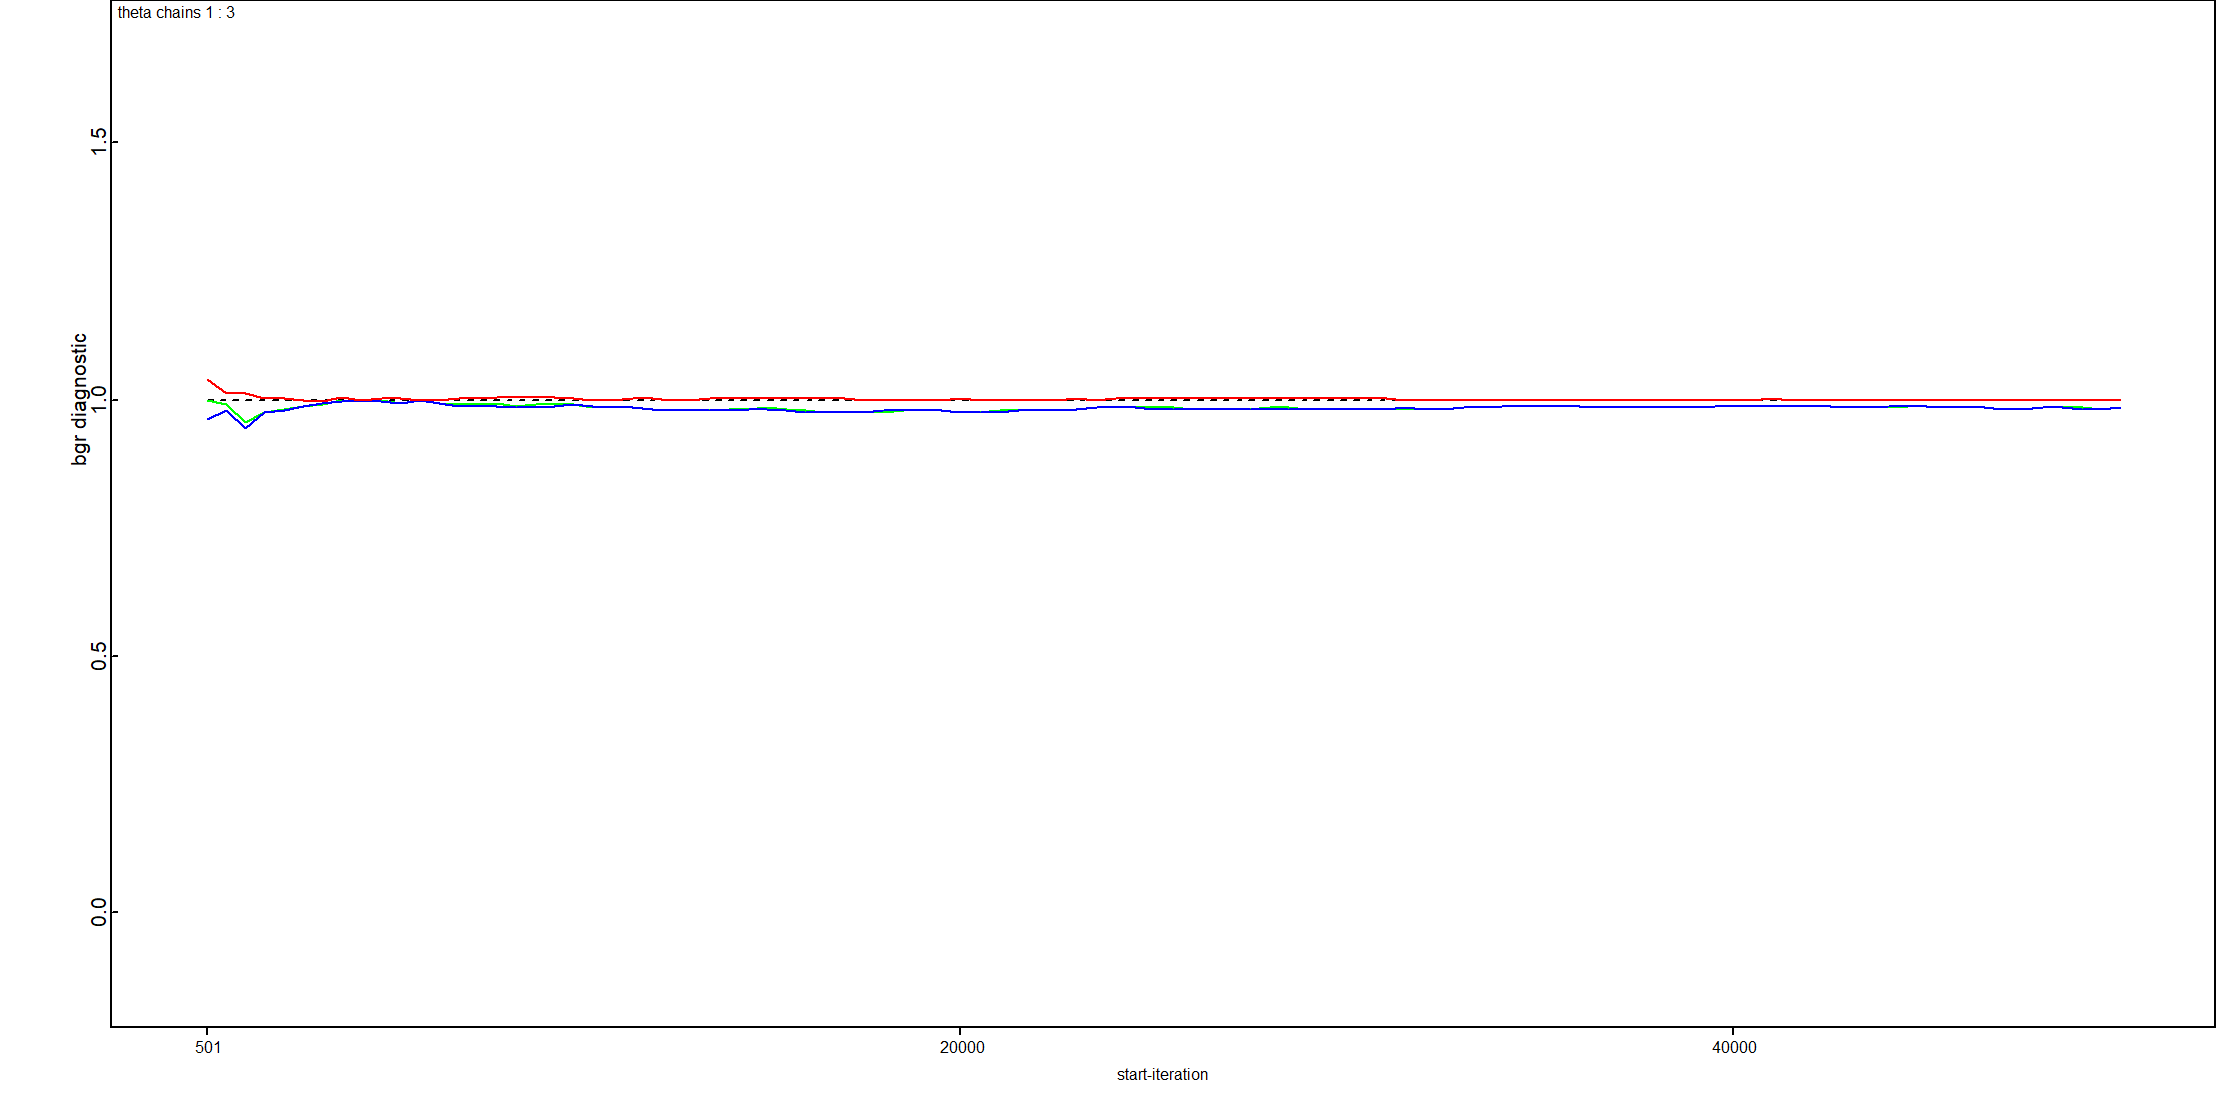 theta chains 1 : 3
1.5
1.0
0.5
0.0
bgr diagnostic
501
20000
40000
start-iteration